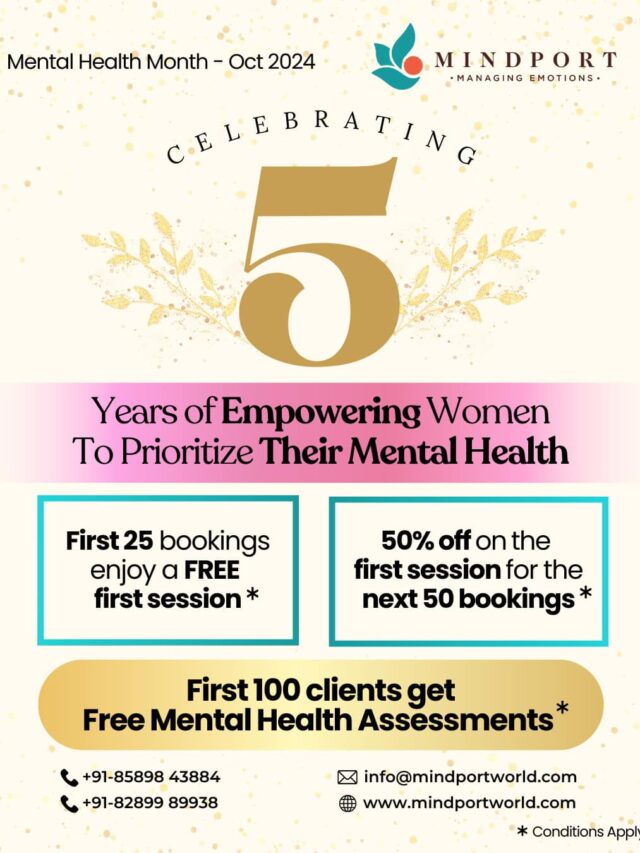 Mental Health Month - Oct 2024
MINDPORT
•MANAGING EMOTIONS•
CELEBRATING
5
Years of Empowering Women
To Prioritize Their Mental Health
First 25 bookings
enjoy a FREE
first session *
50% off on the
first session for the
next 50 bookings *
First 100 clients get
Free Mental Health Assessments *
+91-85898 43884
+91-82899 89938
info@mindportworld.com
www.mindportworld.com
* Conditions Apply